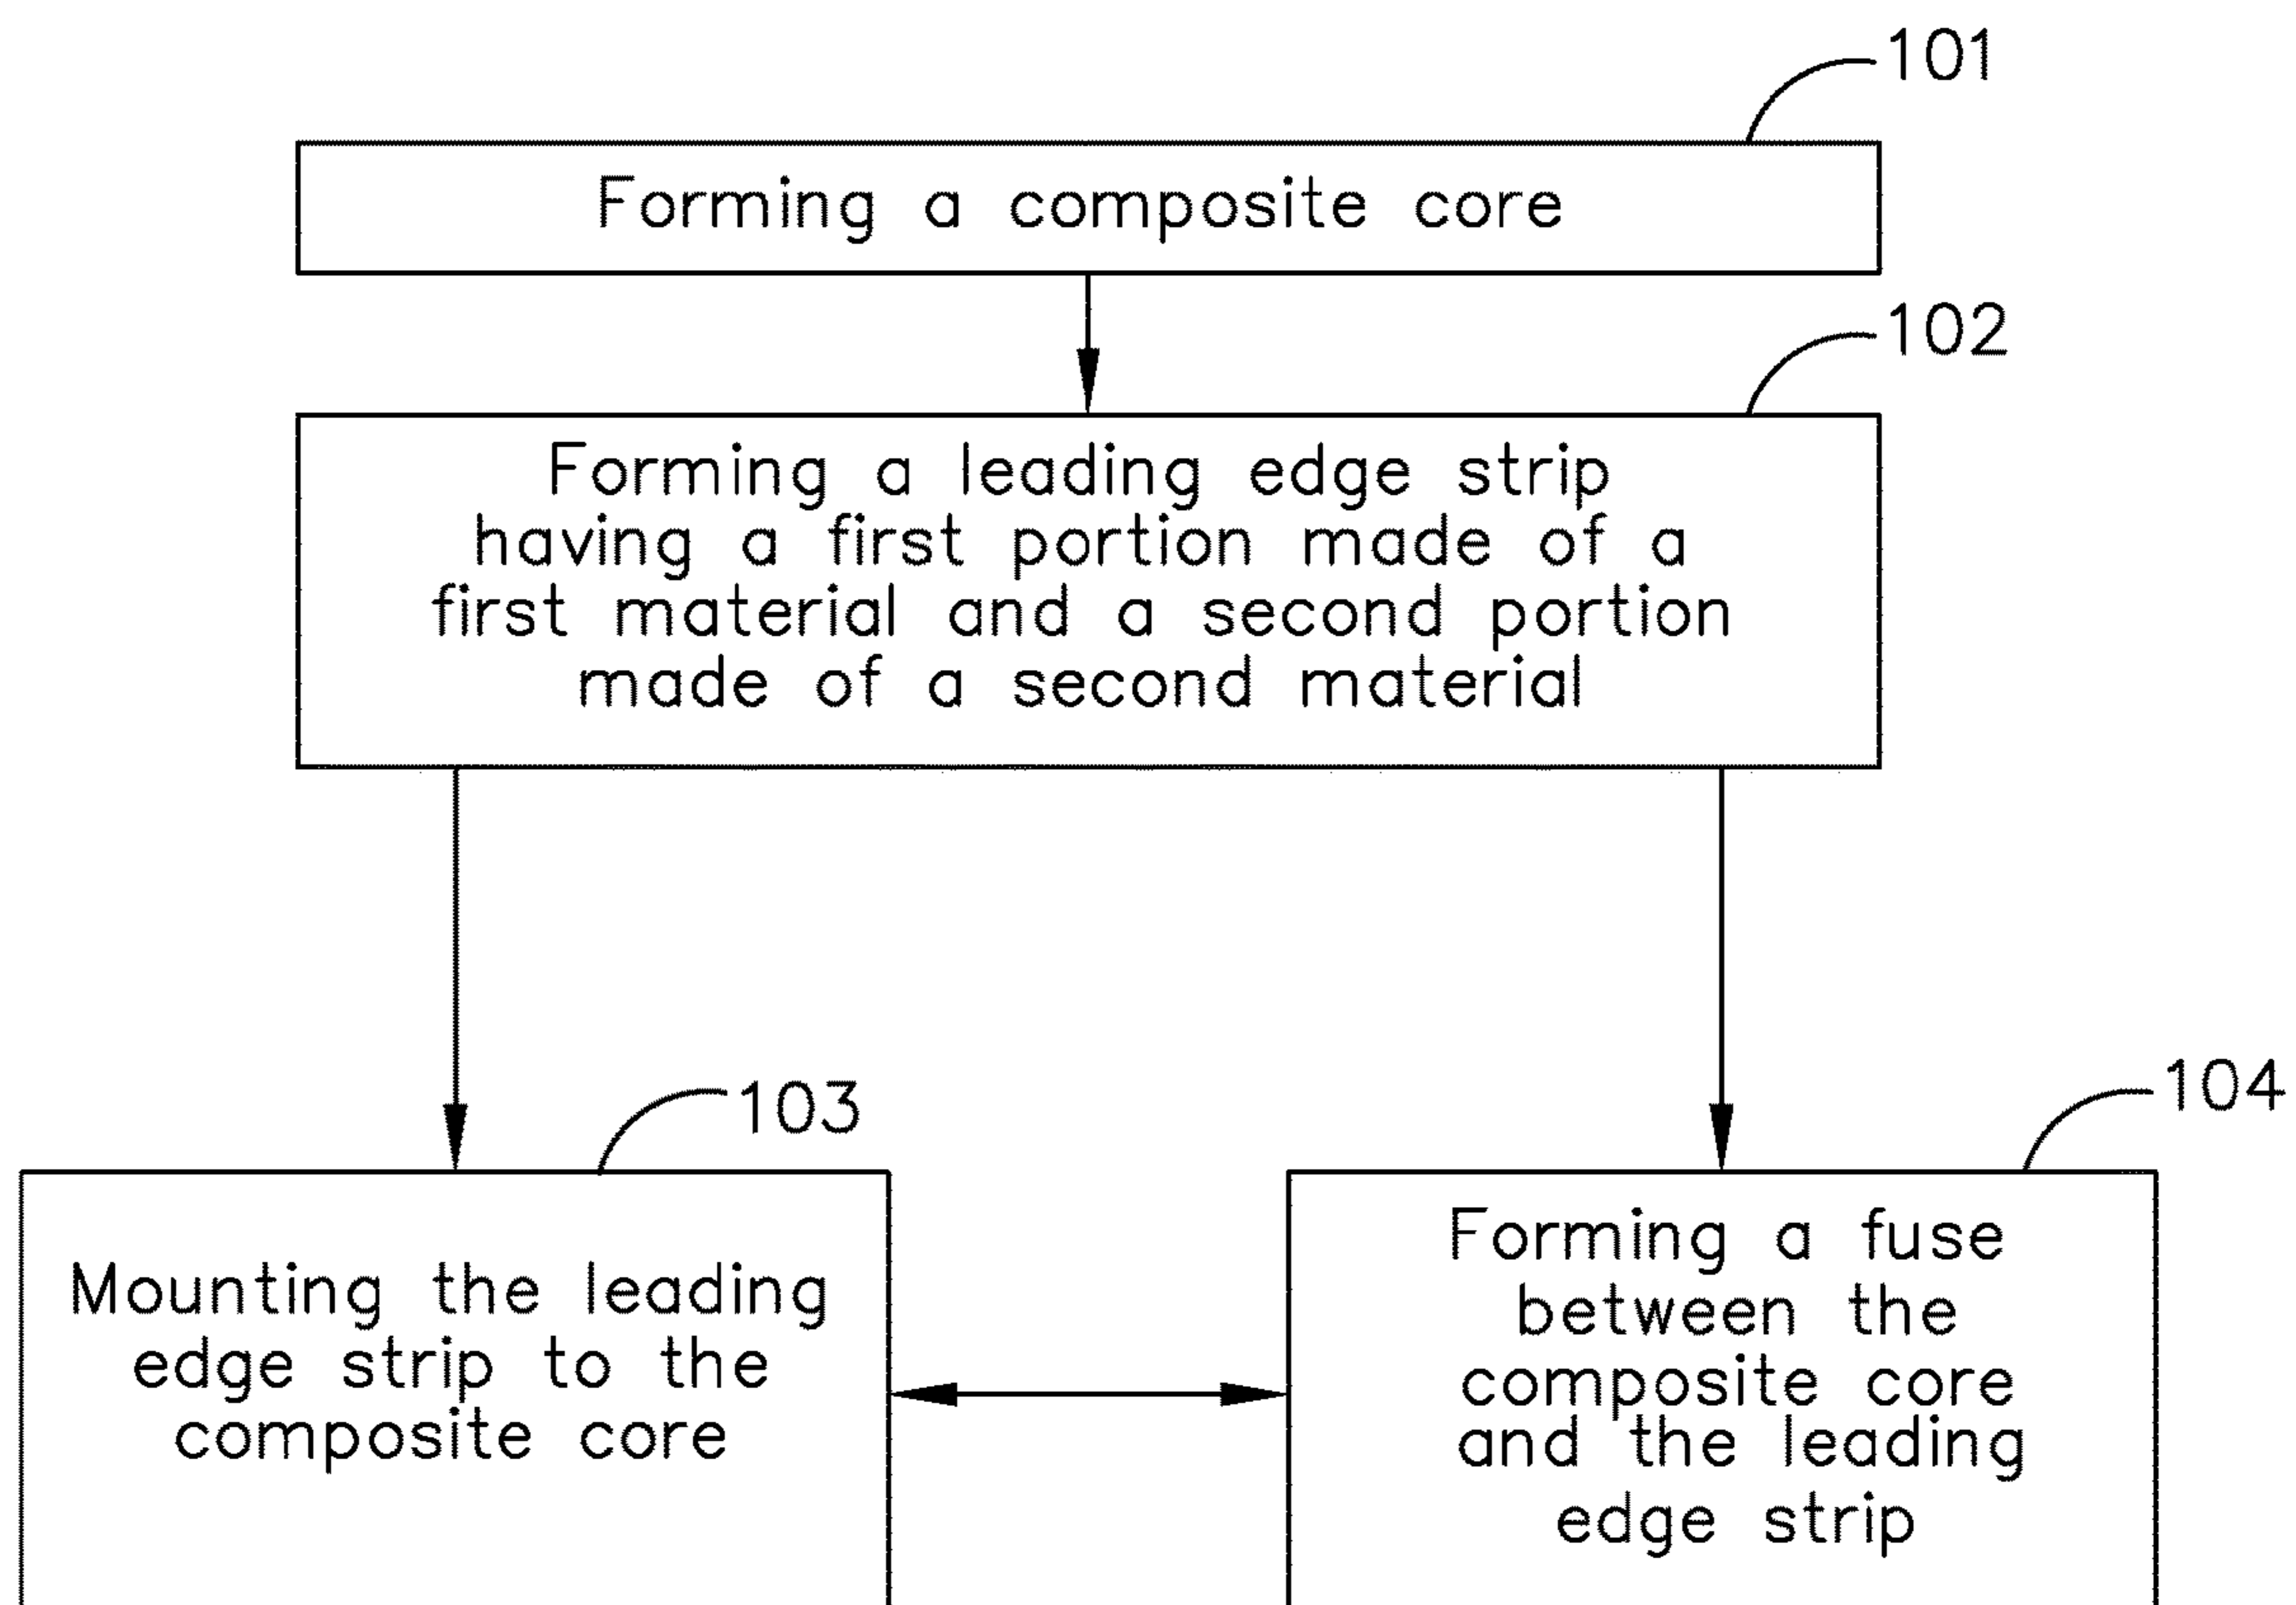 101
Forming a composite core
102
Forming a leading edge strip
having a first portion made of a
first material and a second portion
made of a second material
103
Mounting the leading
edge strip to the
composite core
104
Forming a fuse
between the
composite core
and the leading
edge strip